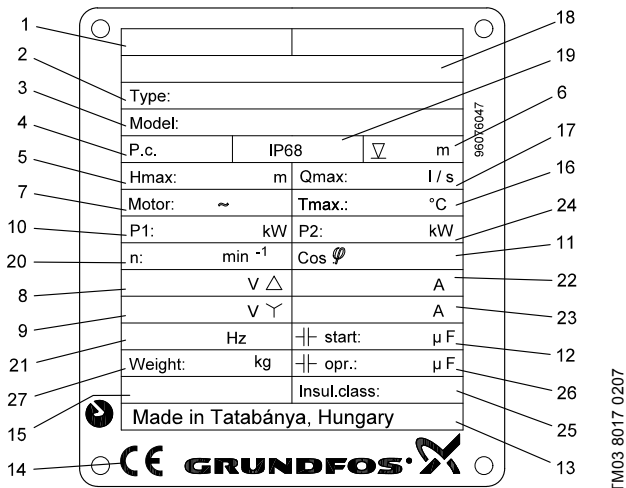 1
18
2
19
Type:
3
6
Model:
96076047
4
17
P.c. IP68 m
5
Hmax: m Qmax: l / s
7
16
Motor: ~ Tmax.: °C
10
24
P1: kW P2: kW
20
11
n: min -1 Cos φ
8
22
V △ A
9
23
V Y A
21
Hz start: µ F
12
27
Weight: kg opr.: µ F
26
Insul.class:
15
25
Made in Tatabánya, Hungary
14
CE GRUNDFOS
13
TM03 8017 0207